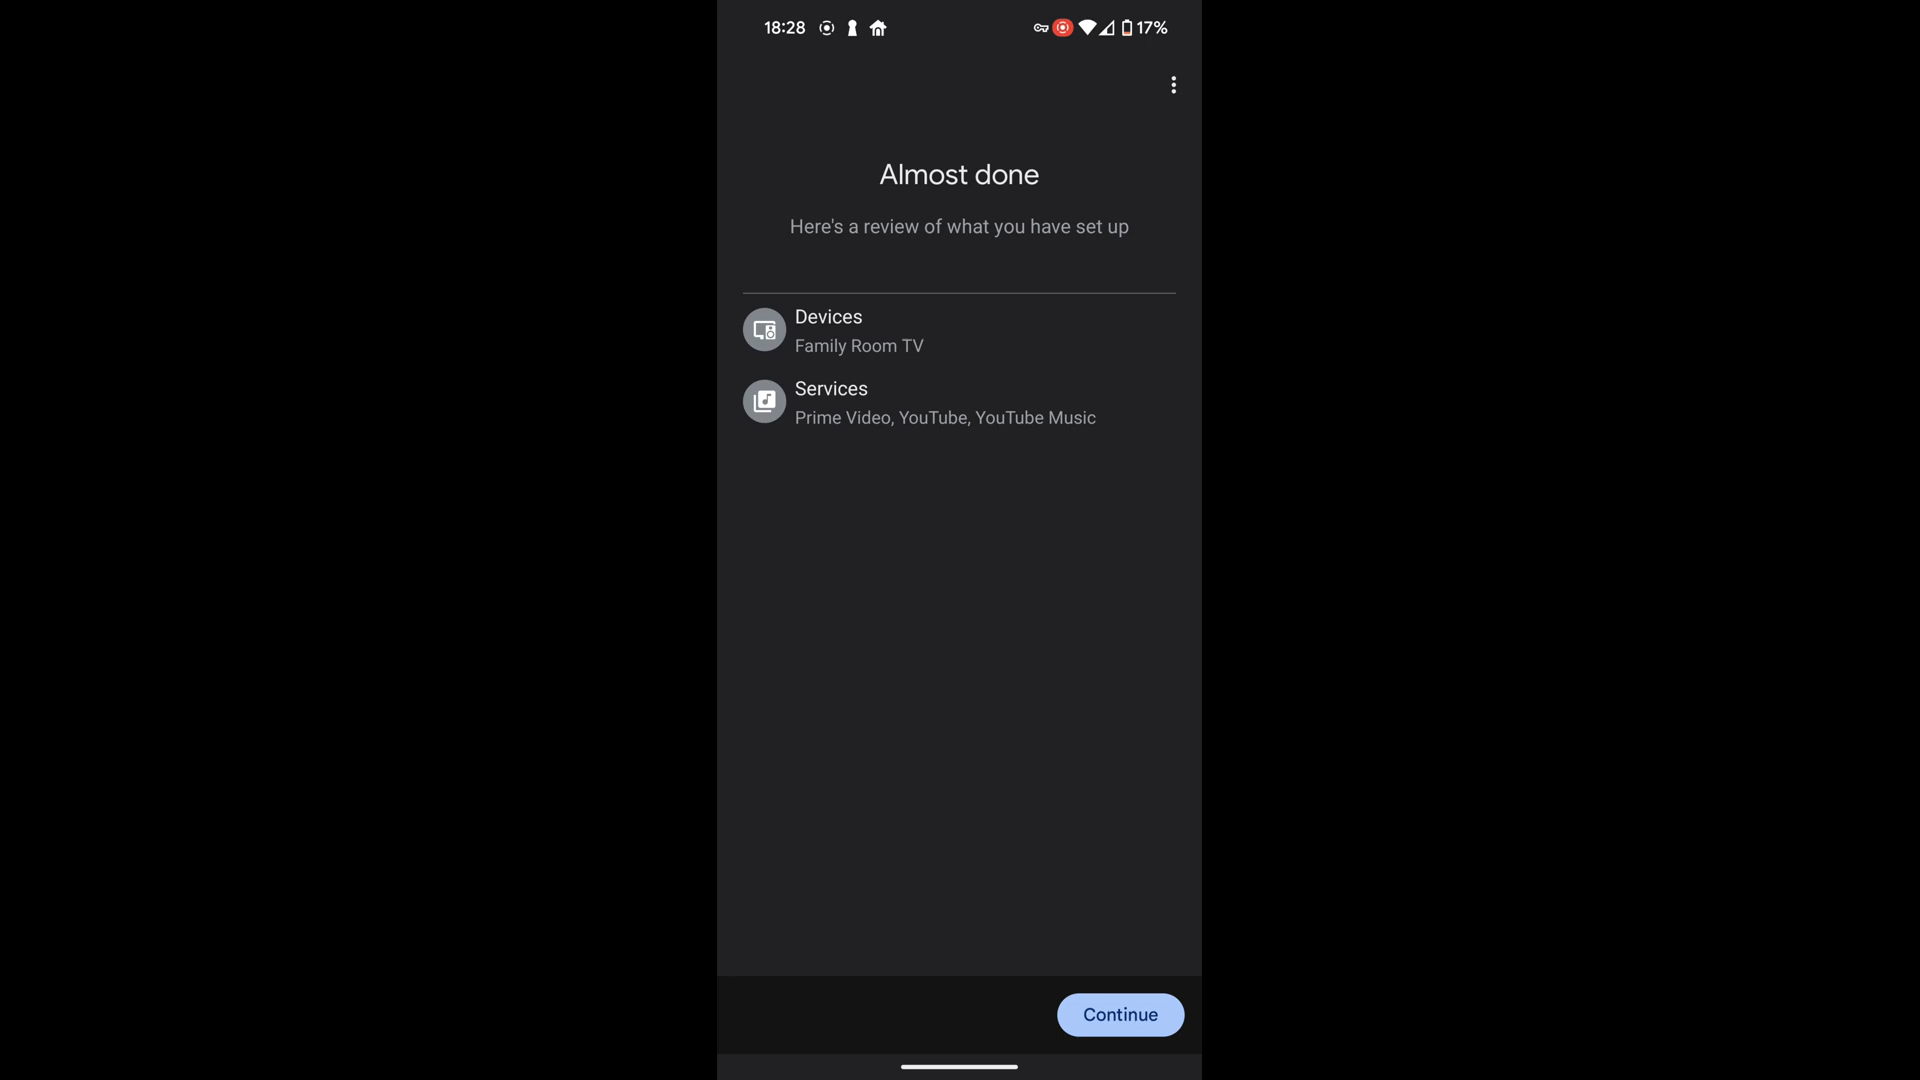 18:28 17%
Almost done
Here's a review of what you have set up
Devices
Family Room TV
Services
Prime Video, YouTube, YouTube Music
Continue